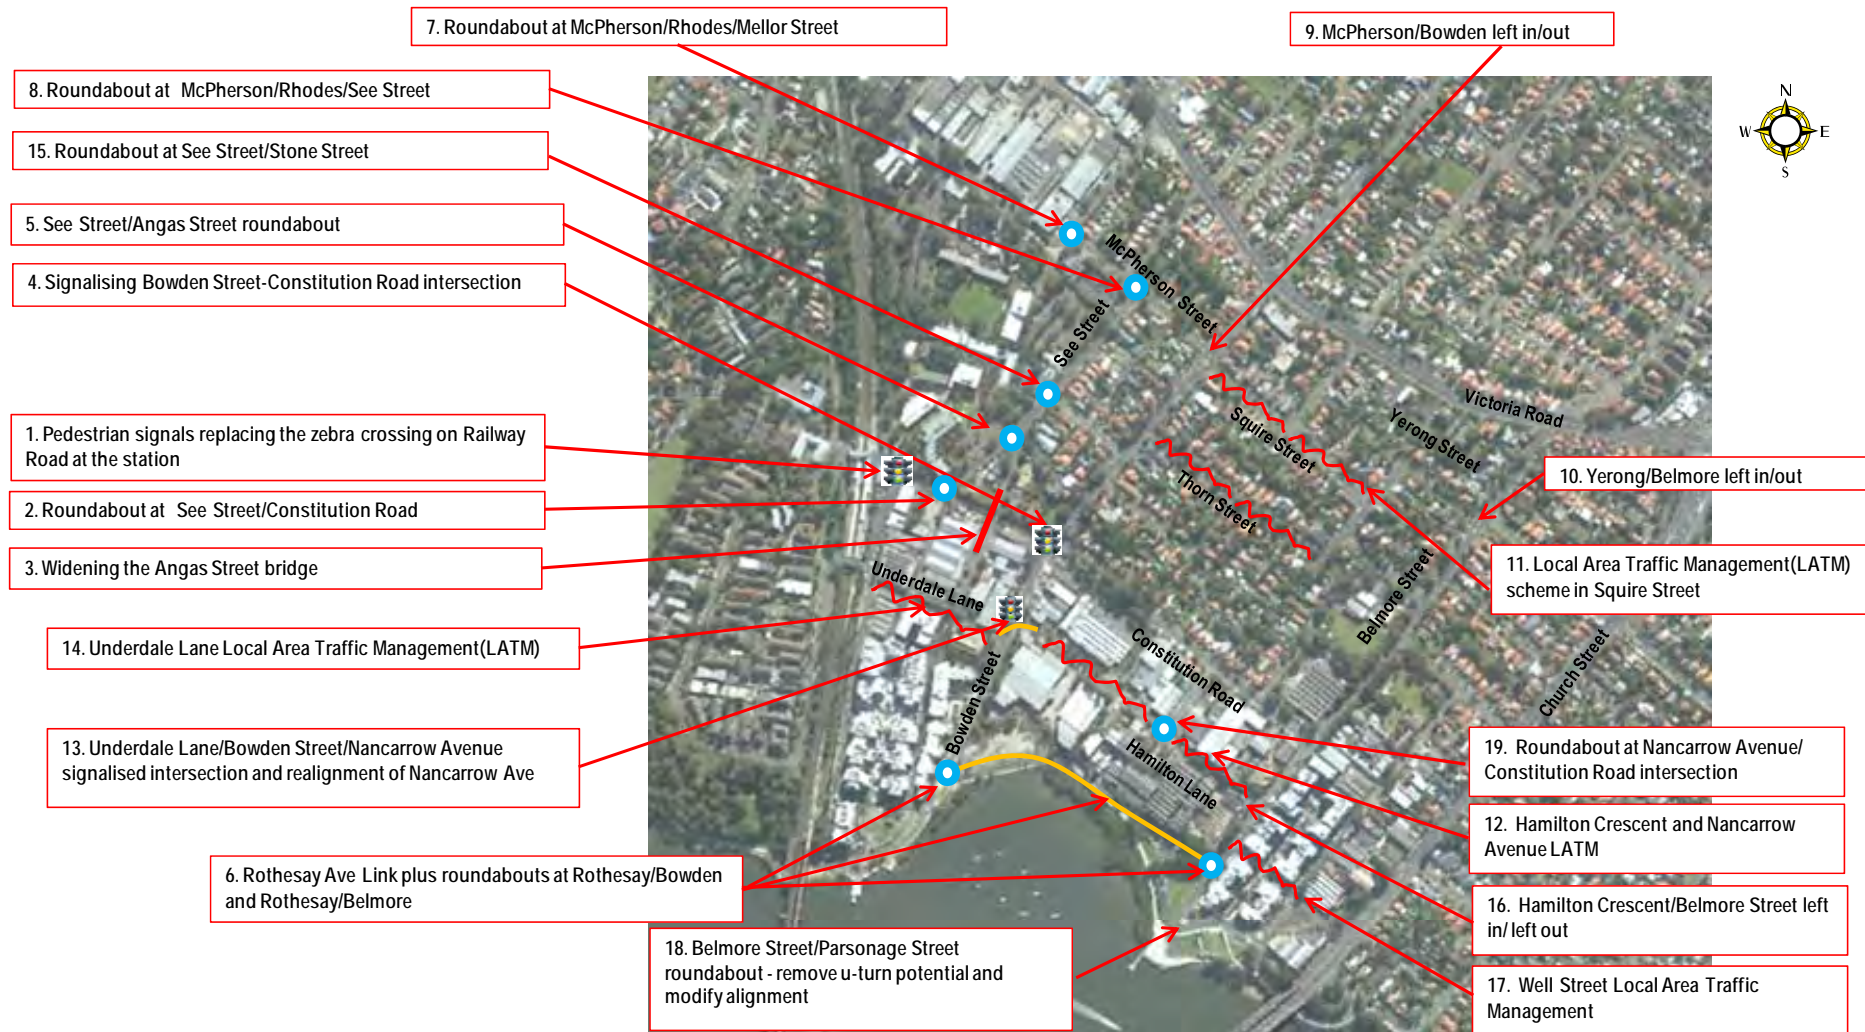 7. Roundabout at McPherson/Rhodes/Mellor Street
9. McPherson/Bowden left in/out
8. Roundabout at McPherson/Rhodes/See Street
15. Roundabout at See Street/Stone Street
5. See Street/Angas Street roundabout
4. Signalising Bowden Street-Constitution Road intersection
1. Pedestrian signals replacing the zebra crossing on Railway
Road at the station
2. Roundabout at See Street/Constitution Road
3. Widening the Angas Street bridge
14. Underdale Lane Local Area Traffic Management(LATM)
13. Underdale Lane/Bowden Street/Nancarrow Avenue
signalised intersection and realignment of Nancarrow Ave
6. Rothesay Ave Link plus roundabouts at Rothesay/Bowden
and Rothesay/Belmore
18. Belmore Street/Parsonage Street
roundabout - remove u-turn potential and
modify alignment
N
W
E
S
McPherson Street
See Street
Victoria Road
Yerong Street
Squire Street
Thorn Street
Belmore Street
Church Street
Underdale Lane
Constitution Road
Bowden Street
Hamilton Lane
10. Yerong/Belmore left in/out
11. Local Area Traffic Management(LATM)
scheme in Squire Street
19. Roundabout at Nancarrow Avenue/
Constitution Road intersection
12. Hamilton Crescent and Nancarrow
Avenue LATM
16. Hamilton Crescent/Belmore Street left
in/ left out
17. Well Street Local Area Traffic
Management